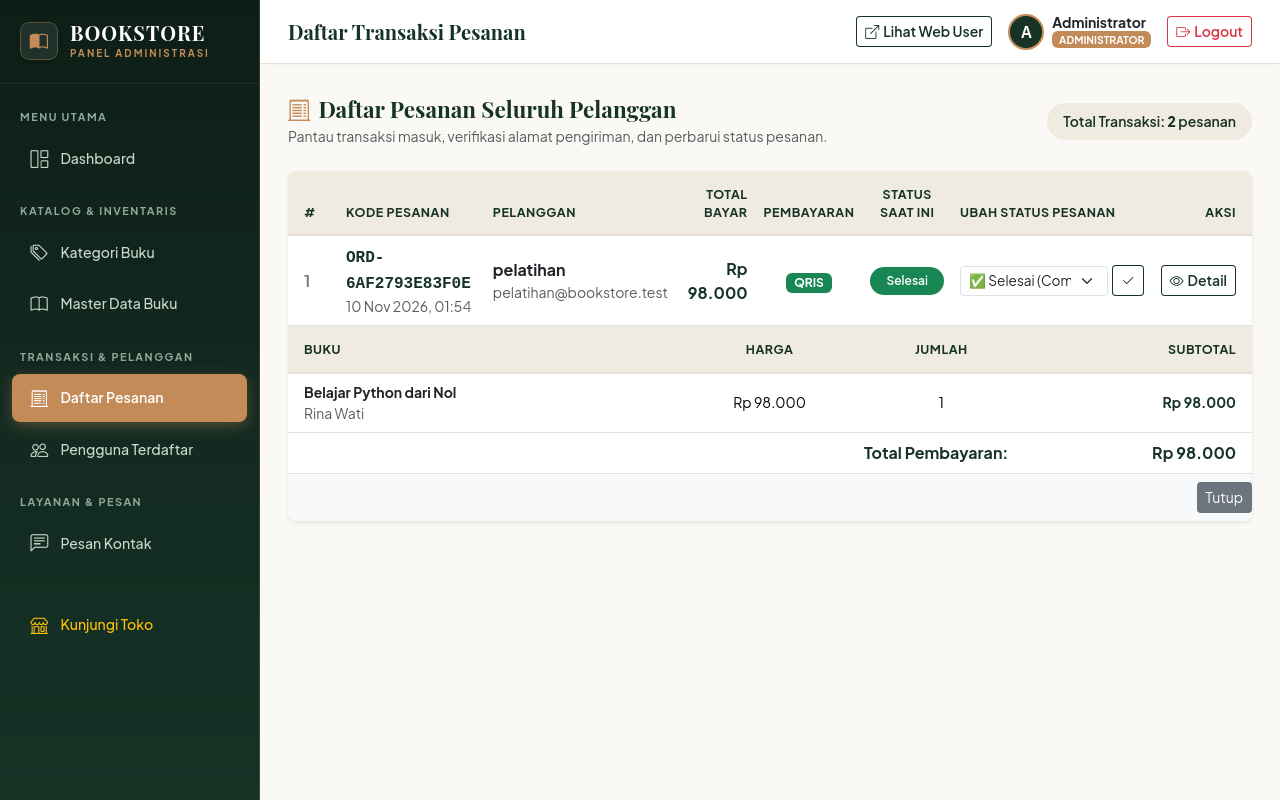 BOOKSTORE
PANEL ADMINISTRASI
MENU UTAMA
Dashboard
KATALOG & INVENTARIS
Kategori Buku
Master Data Buku
TRANSAKSI & PELANGGAN
Daftar Pesanan
Pengguna Terdaftar
LAYANAN & PESAN
Pesan Kontak
Kunjungi Toko
Daftar Transaksi Pesanan
Lihat Web User
A
Administrator
ADMINISTRATOR
Logout
Daftar Pesanan Seluruh Pelanggan
Pantau transaksi masuk, verifikasi alamat pengiriman, dan perbarui status pesanan.
Total Transaksi: 2 pesanan
# KODE PESANAN PELANGGAN TOTAL BAYAR PEMBAYARAN STATUS SAAT INI UBAH STATUS PESANAN AKSI
1
ORD-
6AF2793E83F0E
10 Nov 2026, 01:54
pelatihan
pelatihan@bookstore.test
Rp
98.000
QRIS
Selesai
✅ Selesai (Com
Detail
BUKU HARGA JUMLAH SUBTOTAL
Belajar Python dari Nol
Rina Wati
Rp 98.000 1 Rp 98.000
Total Pembayaran: Rp 98.000
Tutup